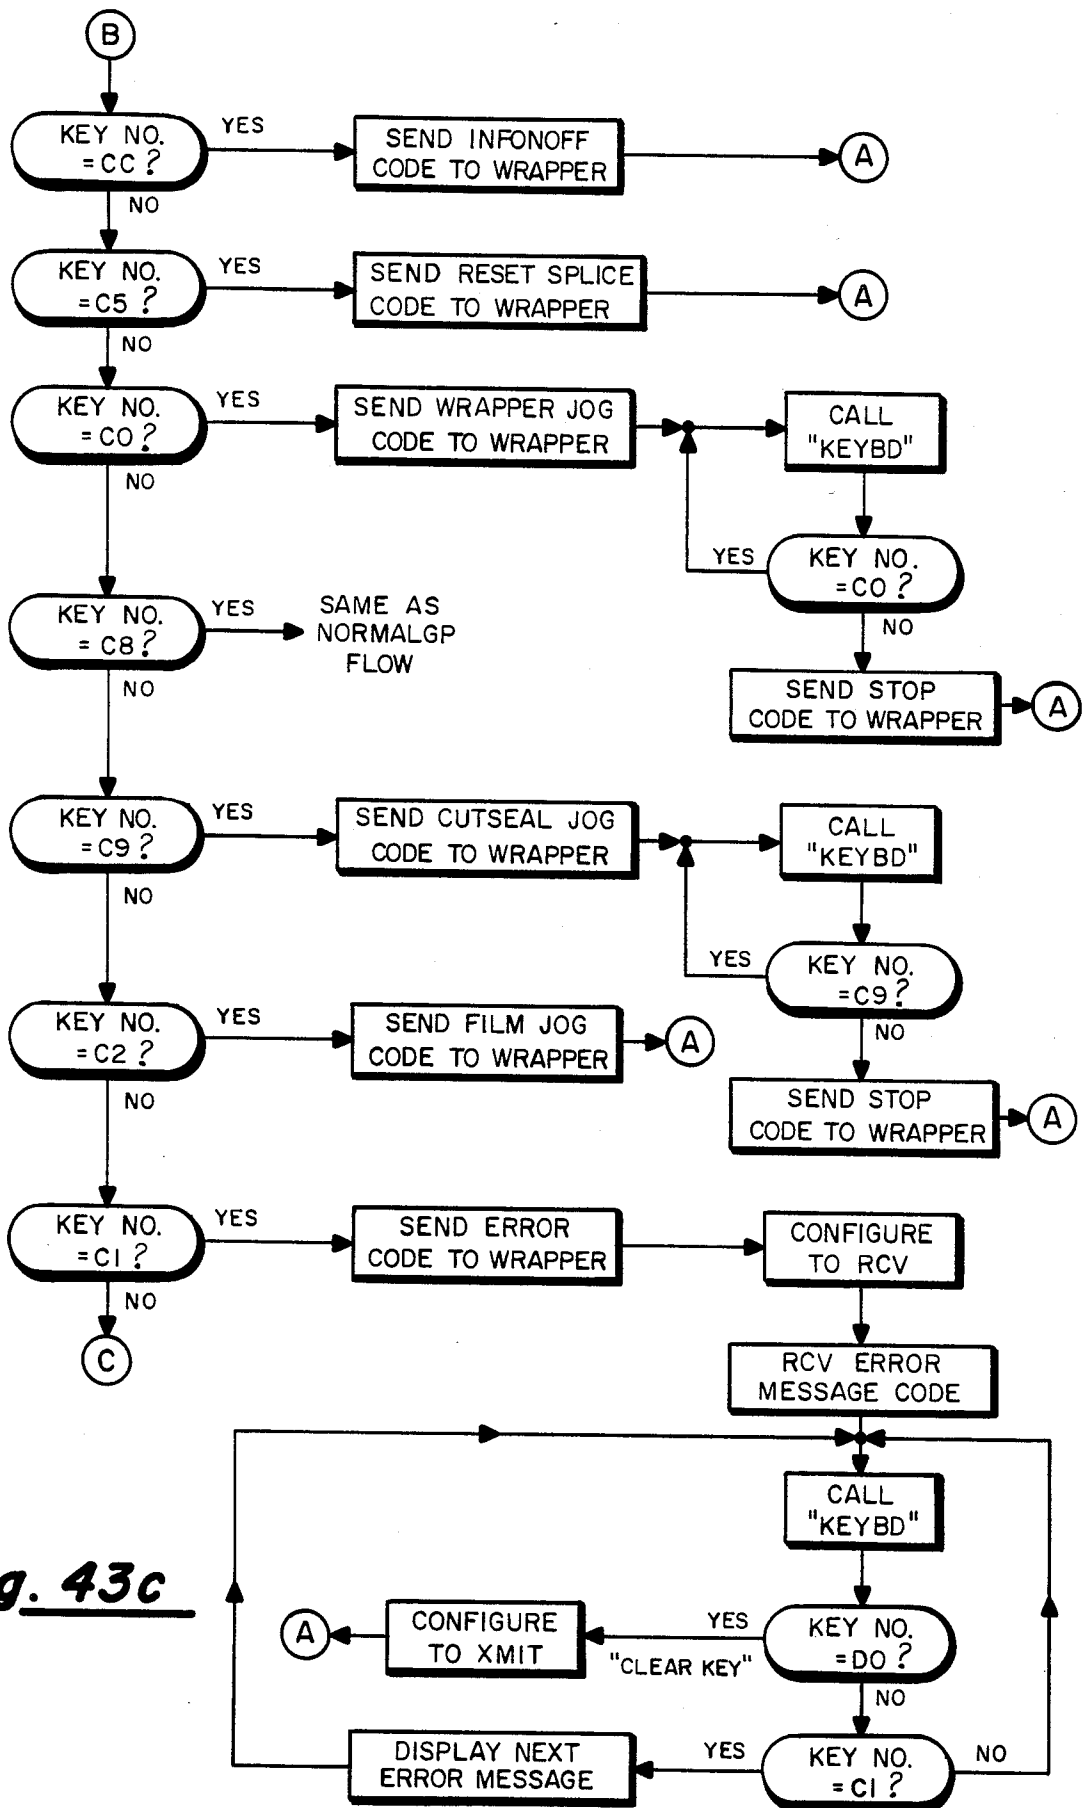 B
KEY NO.
=CC?
YES
SEND INFONOFF
CODE TO WRAPPER
A
NO
KEY NO.
=C5?
YES
SEND RESET SPLICE
CODE TO WRAPPER
A
NO
KEY NO.
=C0?
YES
SEND WRAPPER JOG
CODE TO WRAPPER
CALL
"KEYBD"
NO
YES
KEY NO.
=C0?
NO
SEND STOP
CODE TO WRAPPER
A
KEY NO.
=C8?
YES
SAME AS
NORMALGP
FLOW
NO
KEY NO.
=C9?
YES
SEND CUTSEAL JOG
CODE TO WRAPPER
CALL
"KEYBD"
NO
YES
KEY NO.
=C9?
NO
SEND STOP
CODE TO WRAPPER
A
KEY NO.
=C2?
YES
SEND FILM JOG
CODE TO WRAPPER
A
NO
KEY NO.
=C1?
YES
SEND ERROR
CODE TO WRAPPER
CONFIGURE
TO RCV
NO
C
RCV ERROR
MESSAGE CODE
CALL
"KEYBD"
KEY NO.
=D0?
YES
"CLEAR KEY"
CONFIGURE
TO XMIT
A
NO
KEY NO.
=C1?
YES
NO
DISPLAY NEXT
ERROR MESSAGE
g. 43c